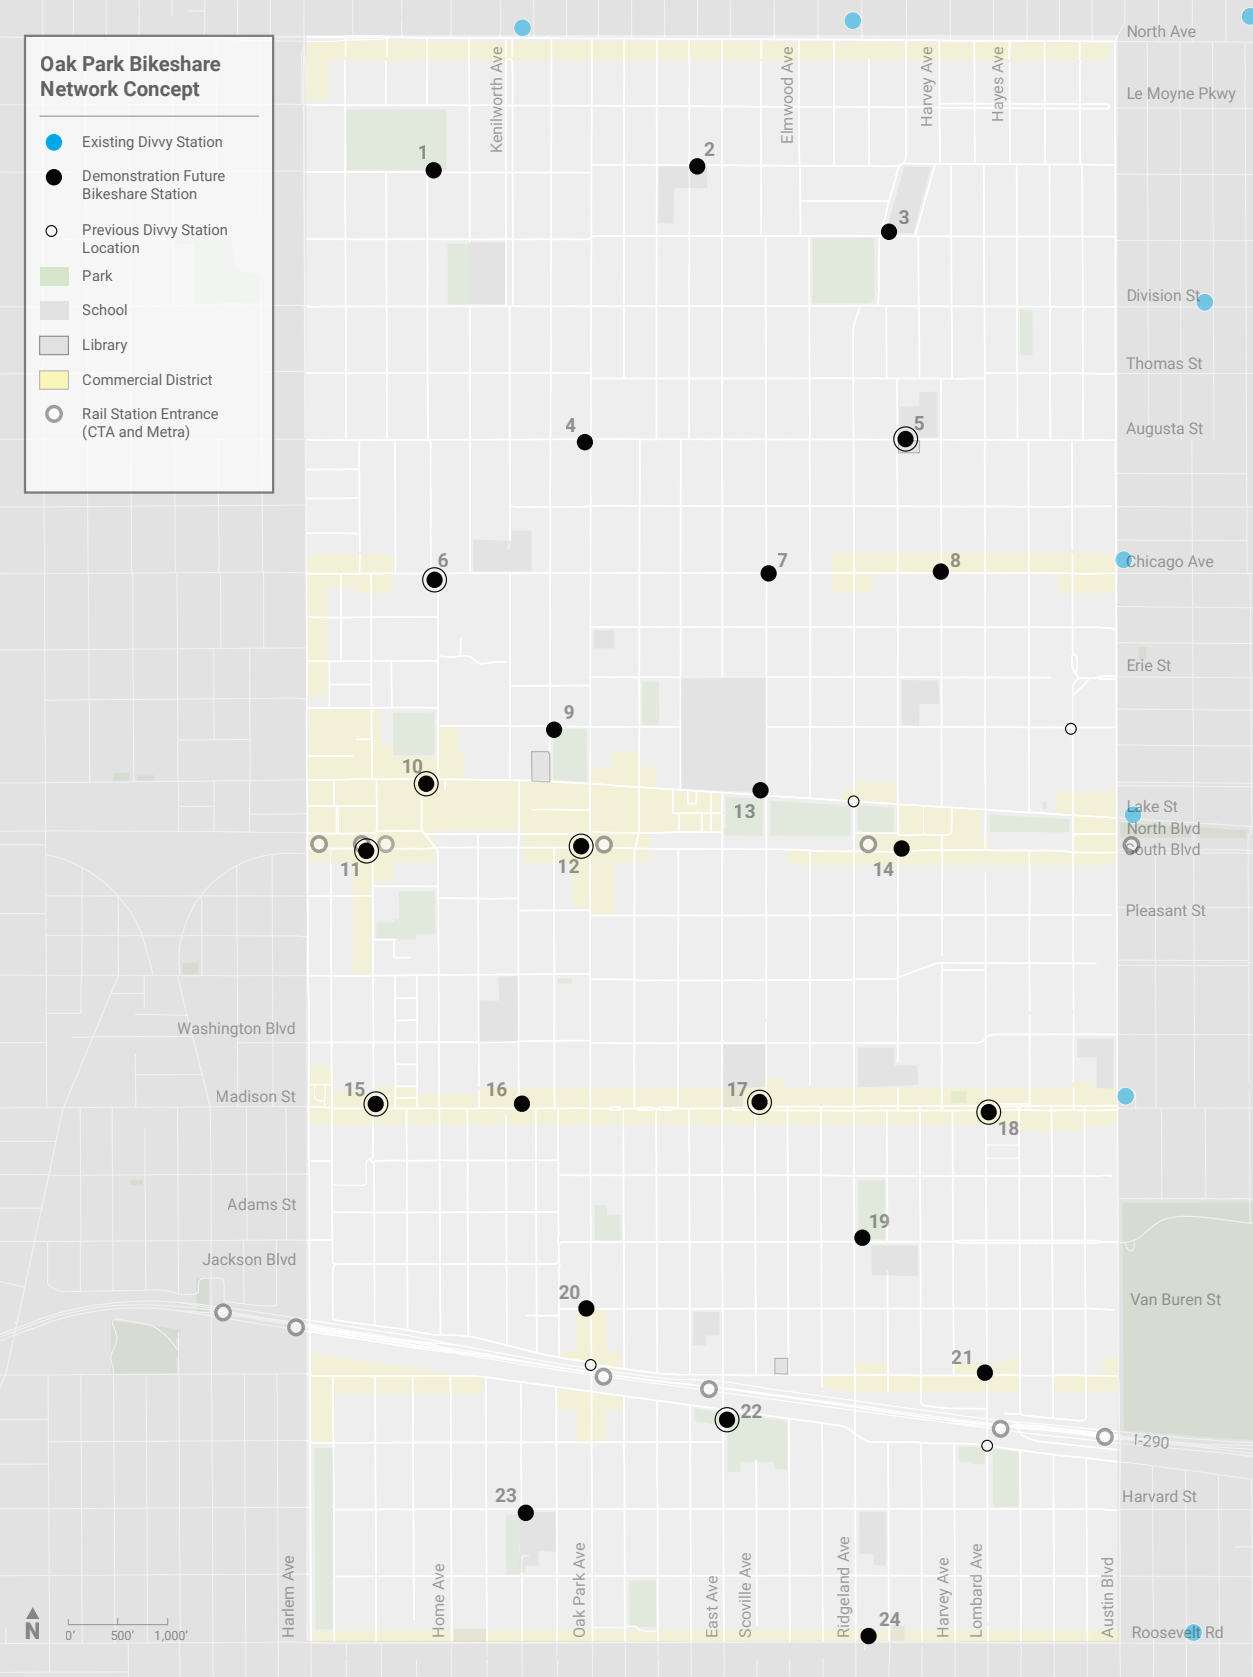 Oak Park Bikeshare
Network Concept
Existing Divvy Station
Demonstration Future
Bikeshare Station
Previous Divvy Station
Location
Park
School
Library
Commercial District
Rail Station Entrance
(CTA and Metra)
Kenilworth Ave
Elmwood Ave
Harvey Ave
Hayes Ave
North Ave
Le Moyne Pkwy
1
2
3
Division St
Thomas St
4
5
Augusta St
6
7
8
Chicago Ave
Erie St
9
10
13
Lake St
North Blvd
South Blvd
11
12
14
Pleasant St
Washington Blvd
Madison St
15
16
17
18
Adams St
19
Jackson Blvd
20
Van Buren St
21
22
I-290
23
Harvard St
Harlem Ave
Home Ave
Oak Park Ave
East Ave
Scoville Ave
Ridgeland Ave
Harvey Ave
Lombard Ave
Austin Blvd
24
Roosevelt Rd
N
0'
500'
1,000'